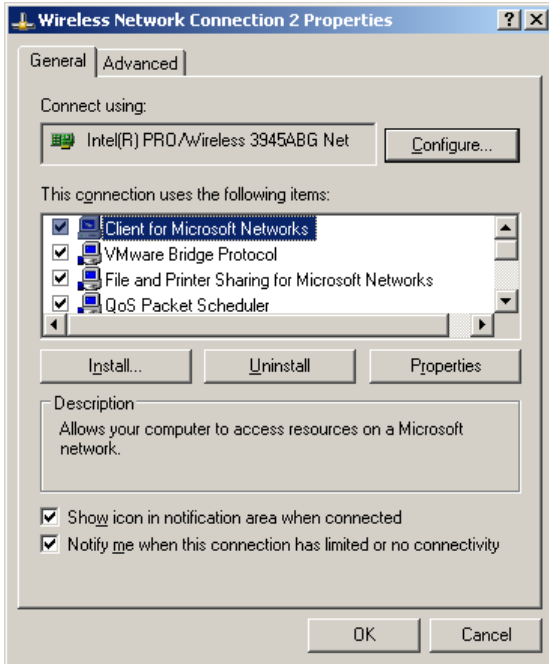 Wireless Network Connection 2 Properties
General
Advanced
Connect using:
Intel(R) PRO/Wireless 3945ABG Net
Configure...
This connection uses the following items:
Client for Microsoft Networks
VMware Bridge Protocol
File and Printer Sharing for Microsoft Networks
QoS Packet Scheduler
Install...
Uninstall
Properties
Description
Allows your computer to access resources on a Microsoft
network.
Show icon in notification area when connected
Notify me when this connection has limited or no connectivity
OK
Cancel